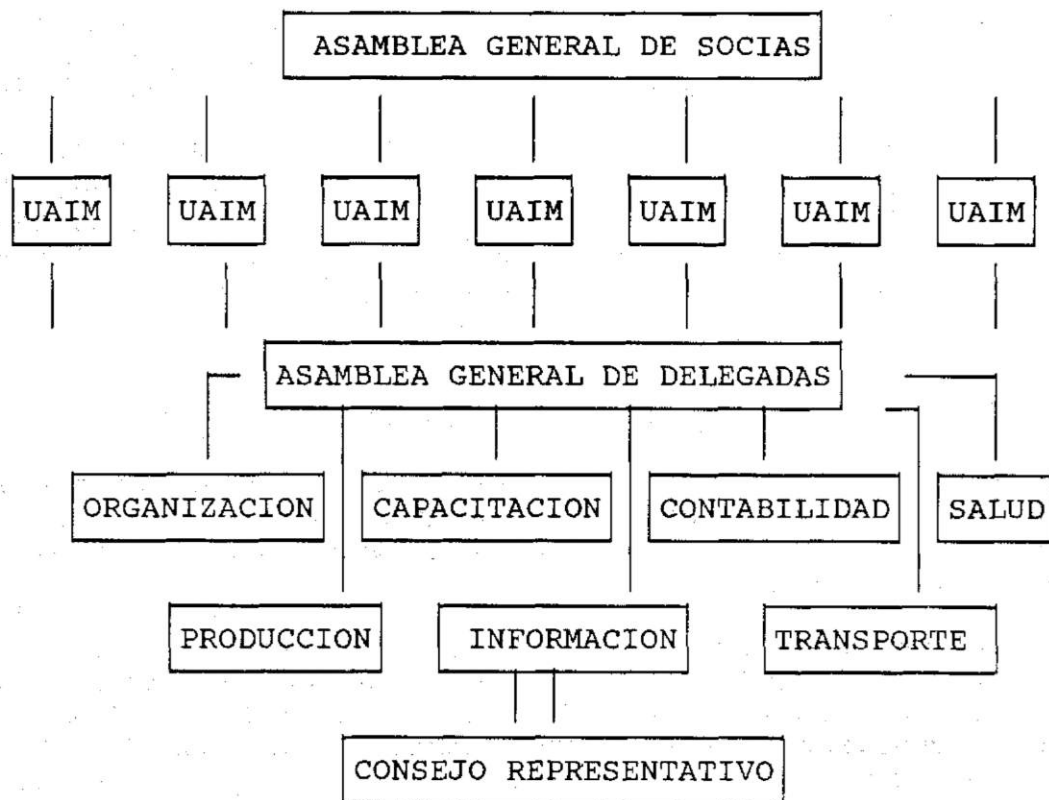 ASAMBLEA GENERAL DE SOCIAS
UAIM UAIM UAIM UAIM UAIM UAIM UAIM
ASAMBLEA GENERAL DE DELEGADAS
ORGANIZACION CAPACITACION CONTABILIDAD SALUD
PRODUCCION INFORMACION TRANSPORTE
CONSEJO REPRESENTATIVO